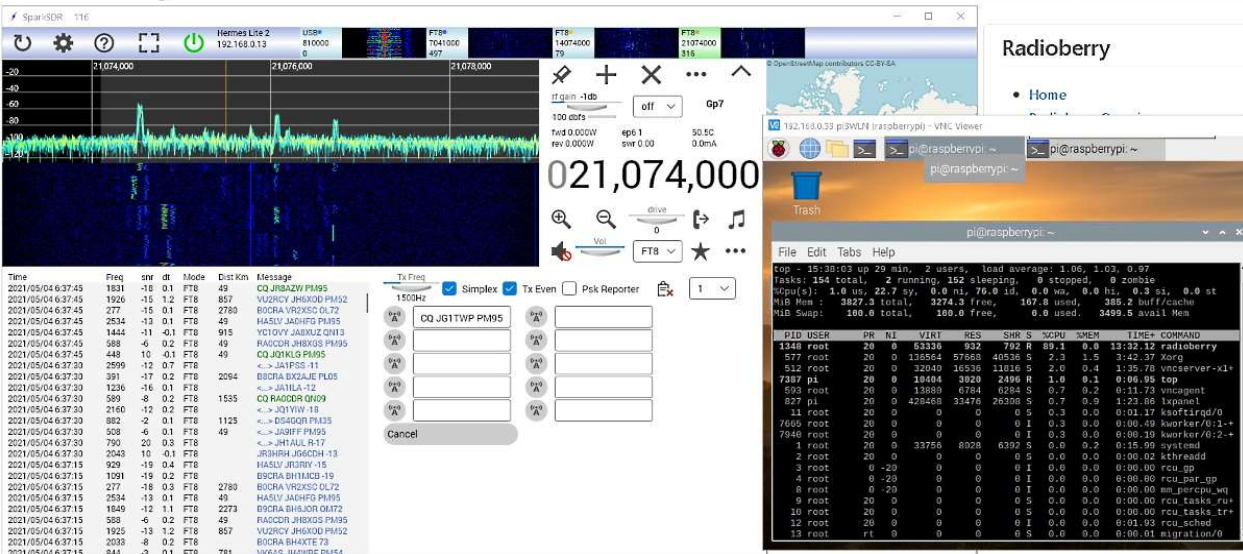 SparkSDR 116
Hermes Lite 2
192.168.0.13
USB
810000
0
FT8
7041000
497
FT8
14074000
79
FT8
21074000
316
21,074,000
21,076,000
21,078,000
-20
-40
-60
-80
-100
-120
rf gain -1db
100 dbfs
off
Gp7
fwd 0.000W ep6 1 50.5C
rev 0.000W swr 0.00 0.0mA
021,074,000
drive
0
Vol
FT8
Time Freq snr dt Mode Dist Km Message
2021/05/04 6:37:45 1831 -18 0.1 FT8 49 CQ JR8AZW PM95
2021/05/04 6:37:45 1926 -15 1.2 FT8 857 VU2RCY JH6XOD PM52
2021/05/04 6:37:45 277 -15 0.1 FT8 2780 B0CRA VR2XSC OL72
2021/05/04 6:37:45 2534 -13 0.1 FT8 49 HA5LV JA0HFG PM95
2021/05/04 6:37:45 1444 -11 -0.1 FT8 915 YC1OVY JA8XUZ QN13
2021/05/04 6:37:45 588 -6 0.2 FT8 49 RA0CDR JH8XGS PM95
2021/05/04 6:37:45 448 10 -0.1 FT8 49 CQ JQ1KLG PM95
2021/05/04 6:37:30 2599 -12 0.7 FT8 <...> JA1PSS -11
2021/05/04 6:37:30 391 -17 0.2 FT8 2094 B8CRA BX2AJE PL05
2021/05/04 6:37:30 1236 -16 0.1 FT8 <...> JA1ILA -12
2021/05/04 6:37:30 589 -8 0.2 FT8 1535 CQ RA0CDR QN09
2021/05/04 6:37:30 2160 -12 0.2 FT8 <...> JQ1YIW -18
2021/05/04 6:37:30 882 -2 0.1 FT8 1125 <...> DS4GQR PM35
2021/05/04 6:37:30 508 -6 0.1 FT8 49 <...> JA9IFF PM95
2021/05/04 6:37:30 790 20 0.3 FT8 <...> JH1AUL R-17
2021/05/04 6:37:30 2043 10 -0.1 FT8 JR3HRH JG6CDH -13
2021/05/04 6:37:15 929 -19 0.4 FT8 HA5LV JR3RIY -15
2021/05/04 6:37:15 1091 -19 0.2 FT8 B9CRA BH1MCB -19
2021/05/04 6:37:15 277 -18 0.3 FT8 2780 B0CRA VR2XSC OL72
2021/05/04 6:37:15 2534 -13 0.1 FT8 49 HA5LV JA0HFG PM95
2021/05/04 6:37:15 1849 -12 1.1 FT8 2273 B9CRA BH6JOR OM72
2021/05/04 6:37:15 588 -6 0.2 FT8 49 RA0CDR JH8XGS PM95
2021/05/04 6:37:15 1925 -13 1.2 FT8 857 VU2RCY JH6XOD PM52
2021/05/04 6:37:15 2033 -8 0.2 FT8 B0CRA BH4XTE 73
Tx Freq
1500Hz
Simplex
Tx Even
Psk Reporter
1
CQ JG1TWP PM95
Cancel
© OpenStreetMap contributors CC-BY-SA
Radioberry
Home
192.168.0.33 pi3WLNI (raspberrypi) - VNC Viewer
pi@raspberrypi: ~
pi@raspberrypi: ~
pi@raspberrypi: ~
Trash
pi@raspberrypi: ~
File Edit Tabs Help
top - 15:38:03 up 29 min, 2 users, load average: 1.06, 1.03, 0.97
Tasks: 154 total, 2 running, 152 sleeping, 0 stopped, 0 zombie
%Cpu(s): 1.0 us, 22.7 sy, 0.0 ni, 76.0 id, 0.0 wa, 0.0 hi, 0.3 si, 0.0 st
MiB Mem : 3827.3 total, 3274.3 free, 167.8 used, 385.2 buff/cache
MiB Swap: 100.0 total, 100.0 free, 0.0 used. 3499.5 avail Mem
PID USER PR NI VIRT RES SHR S %CPU %MEM TIME+ COMMAND
1348 root 20 0 53336 932 792 R 89.1 0.0 13:32.12 radioberry
577 root 20 0 136564 57668 40536 S 2.3 1.5 3:42.37 Xorg
512 root 20 0 32040 16536 11816 S 2.0 0.4 1:35.78 vncserver-x1+
7387 pi 20 0 10404 3020 2496 R 1.0 0.1 0:06.95 top
593 root 20 0 13880 6784 6284 S 0.7 0.2 0:11.73 vncagent
827 pi 20 0 428468 33476 26308 S 0.7 0.9 1:23.86 lxpanel
11 root 20 0 0 0 0 S 0.3 0.0 0:01.17 ksoftirqd/0
7665 root 20 0 0 0 0 I 0.3 0.0 0:00.49 kworker/0:1-+
7940 root 20 0 0 0 0 I 0.3 0.0 0:00.19 kworker/0:2-+
1 root 20 0 33756 8028 6392 S 0.0 0.2 0:15.99 systemd
2 root 20 0 0 0 0 S 0.0 0.0 0:00.02 kthreadd
3 root 0 -20 0 0 0 I 0.0 0.0 0:00.00 rcu_gp
4 root 0 -20 0 0 0 I 0.0 0.0 0:00.00 rcu_par_gp
8 root 0 -20 0 0 0 I 0.0 0.0 0:00.00 mm_percpu_wq
9 root 20 0 0 0 0 S 0.0 0.0 0:00.00 rcu_tasks_ru+
10 root 20 0 0 0 0 S 0.0 0.0 0:00.00 rcu_tasks_tr+
12 root 20 0 0 0 0 I 0.0 0.0 0:01.93 rcu_sched
13 root rt 0 0 0 0 S 0.0 0.0 0:00.01 migration/0